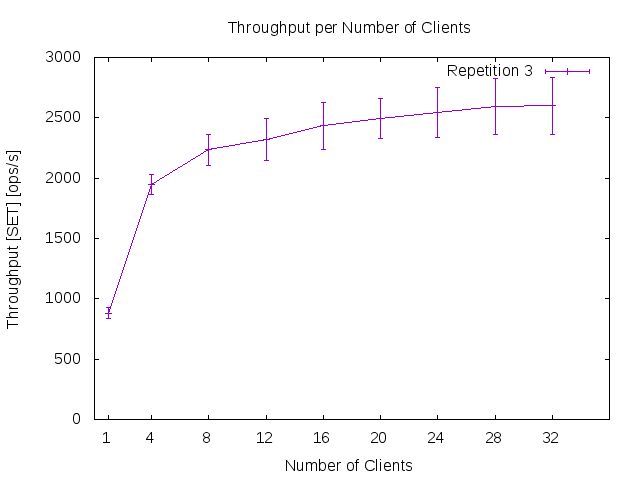 Throughput per Number of Clients
Throughput [SET] [ops/s]
3000
2500
2000
1500
1000
500
0
Repetition 3
1 4 8 12 16 20 24 28 32
Number of Clients